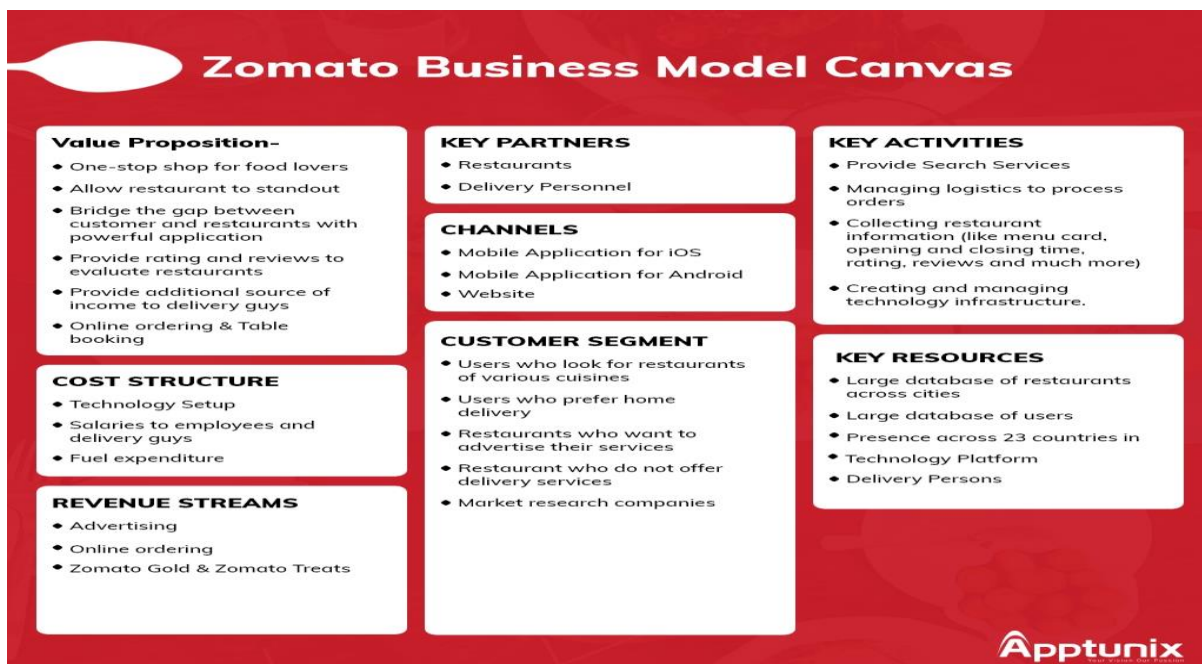 Zomato Business Model Canvas
Value Proposition-
One-stop shop for food lovers
Allow restaurant to standout
Bridge the gap between
customer and restaurants with
powerful application
Provide rating and reviews to
evaluate restaurants
Provide additional source of
income to delivery guys
Online ordering & Table
booking
COST STRUCTURE
Technology Setup
Salaries to employees and
delivery guys
Fuel expenditure
REVENUE STREAMS
Advertising
Online ordering
Zomato Gold & Zomato Treats
KEY PARTNERS
Restaurants
Delivery Personnel
CHANNELS
Mobile Application for iOS
Mobile Application for Android
Website
CUSTOMER SEGMENT
Users who look for restaurants
of various cuisines
Users who prefer home
delivery
Restaurants who want to
advertise their services
Restaurant who do not offer
delivery services
Market research companies
KEY ACTIVITIES
Provide Search Services
Managing logistics to process
orders
Collecting restaurant
information (like menu card,
opening and closing time,
rating, reviews and much more)
Creating and managing
technology infrastructure.
KEY RESOURCES
Large database of restaurants
across cities
Large database of users
Presence across 23 countries in
Technology Platform
Delivery Persons
Apptunix
Your Vision Our Passion